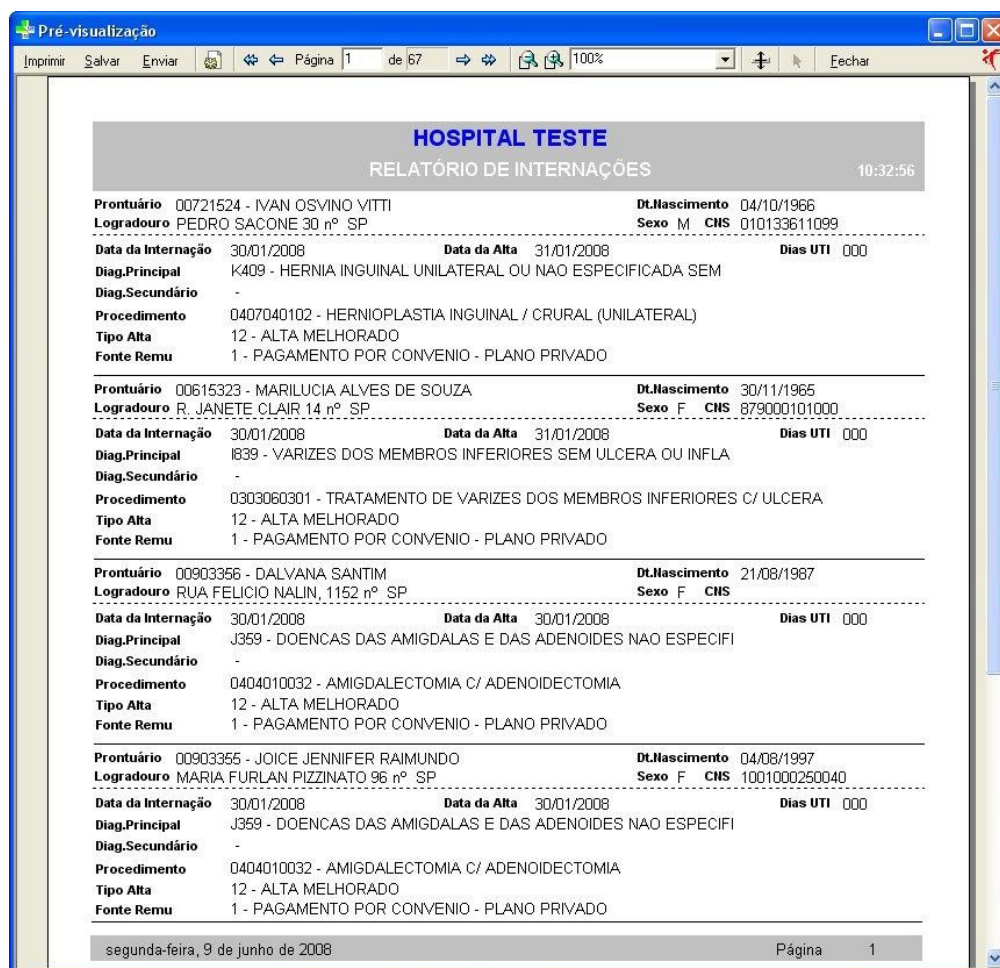 Pré-visualização
Imprimir Salvar Enviar Página 1 de 67 100% Fechar
HOSPITAL TESTE
RELATÓRIO DE INTERNAÇÕES 10:32:56
Prontuário 00721524 - IVAN OSVINO VITTI Dt.Nascimento 04/10/1966
Logradouro PEDRO SACONE 30 nº SP Sexo M CNS 010133611099
Data da Internação 30/01/2008 Data da Alta 31/01/2008 Dias UTI 000
Diag.Principal K409 - HERNIA INGUINAL UNILATERAL OU NAO ESPECIFICADA SEM
Diag.Secundário -
Procedimento 0407040102 - HERNIOPLASTIA INGUINAL / CRURAL (UNILATERAL)
Tipo Alta 12 - ALTA MELHORADO
Fonte Remu 1 - PAGAMENTO POR CONVENIO - PLANO PRIVADO
Prontuário 00615323 - MARILUCIA ALVES DE SOUZA Dt.Nascimento 30/11/1965
Logradouro R. JANETE CLAIR 14 nº SP Sexo F CNS 879000101000
Data da Internação 30/01/2008 Data da Alta 31/01/2008 Dias UTI 000
Diag.Principal I839 - VARIZES DOS MEMBROS INFERIORES SEM ULCERA OU INFLA
Diag.Secundário -
Procedimento 0303060301 - TRATAMENTO DE VARIZES DOS MEMBROS INFERIORES C/ ULCERA
Tipo Alta 12 - ALTA MELHORADO
Fonte Remu 1 - PAGAMENTO POR CONVENIO - PLANO PRIVADO
Prontuário 00903356 - DALVANA SANTIM Dt.Nascimento 21/08/1987
Logradouro RUA FELICIO NALIN, 1152 nº SP Sexo F CNS
Data da Internação 30/01/2008 Data da Alta 30/01/2008 Dias UTI 000
Diag.Principal J359 - DOENCAS DAS AMIGDALAS E DAS ADENOIDES NAO ESPECIFI
Diag.Secundário -
Procedimento 0404010032 - AMIGDALECTOMIA C/ ADENOIDECTOMIA
Tipo Alta 12 - ALTA MELHORADO
Fonte Remu 1 - PAGAMENTO POR CONVENIO - PLANO PRIVADO
Prontuário 00903355 - JOICE JENNIFER RAIMUNDO Dt.Nascimento 04/08/1997
Logradouro MARIA FURLAN PIZZINATO 96 nº SP Sexo F CNS 1001000250040
Data da Internação 30/01/2008 Data da Alta 30/01/2008 Dias UTI 000
Diag.Principal J359 - DOENCAS DAS AMIGDALAS E DAS ADENOIDES NAO ESPECIFI
Diag.Secundário -
Procedimento 0404010032 - AMIGDALECTOMIA C/ ADENOIDECTOMIA
Tipo Alta 12 - ALTA MELHORADO
Fonte Remu 1 - PAGAMENTO POR CONVENIO - PLANO PRIVADO
segunda-feira, 9 de junho de 2008 Página 1